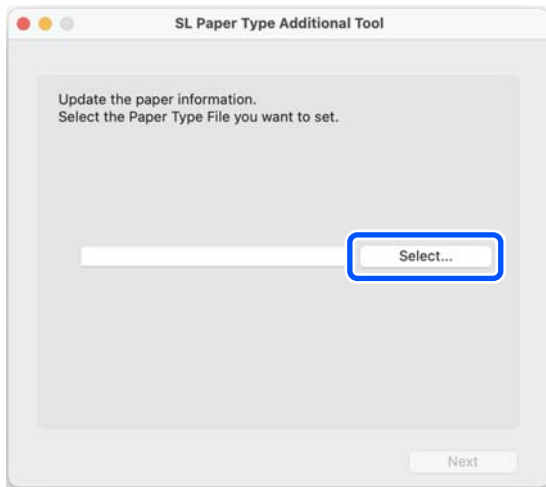 SL Paper Type Additional Tool
Update the paper information.
Select the Paper Type File you want to set.
Select...
Next